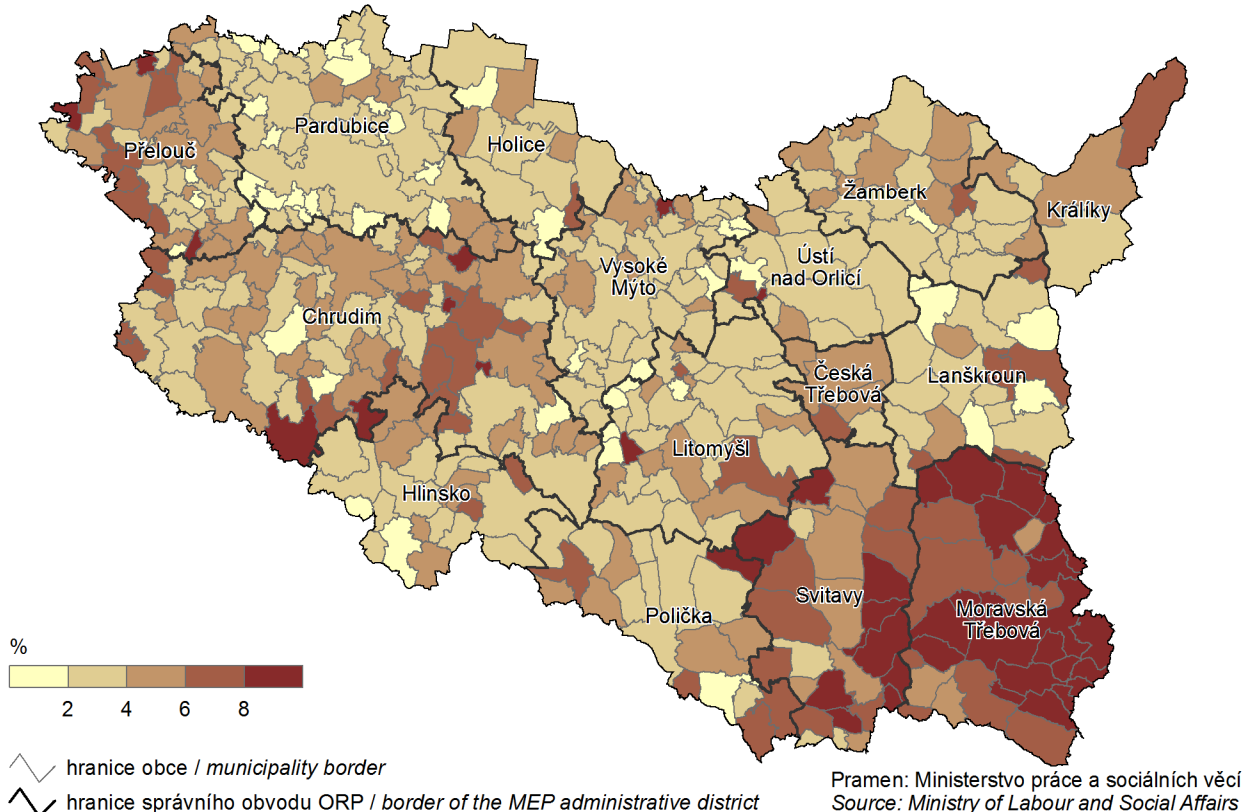 Pardubice
Holice
Přelouč
Žamberk
Králíky
Vysoké
Mýto
Ústí
nad Orlicí
Chrudim
Česká
Třebová
Lanškroun
Litomyšl
Hlinsko
Svitavy
Polička
Moravská
Třebová
%
2 4 6 8
hranice obce / municipality border
hranice správního obvodu ORP / border of the MEP administrative district
Pramen: Ministerstvo práce a sociálních věcí
Source: Ministry of Labour and Social Affairs